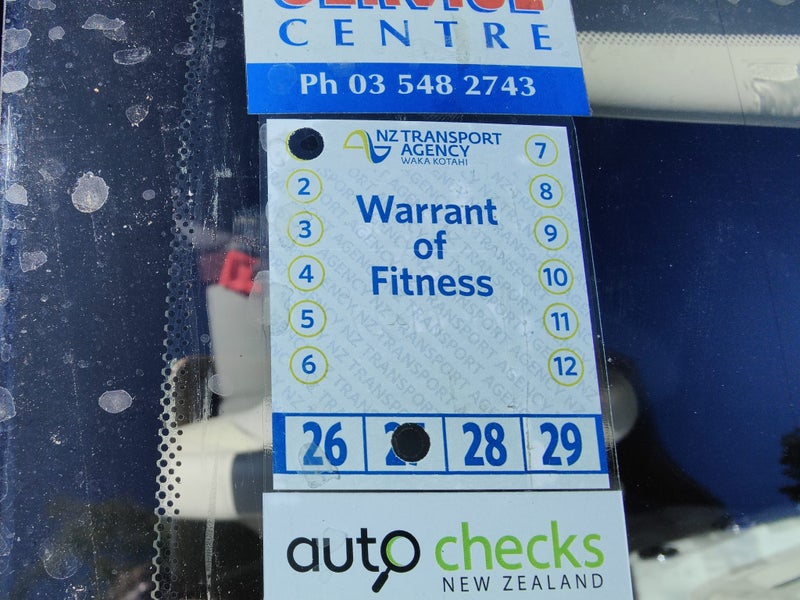 SERVICE
CENTRE
Ph 03 548 2743
NZ TRANSPORT
AGENCY
WAKA KOTAHI
7
2
8
Warrant
3
9
of
4
10
Fitness
5
11
6
12
26 28 29
auto checks
NEW ZEALAND